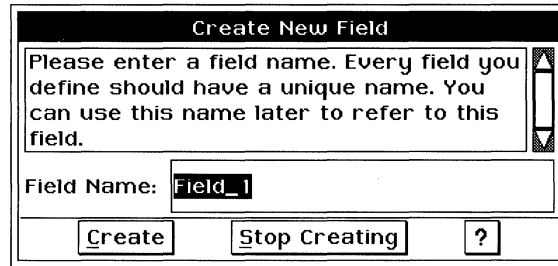 Create New Field
Please enter a field name. Every field you
define should have a unique name. You
can use this name later to refer to this
field.
Field Name: Field_1
Create Stop Creating ?